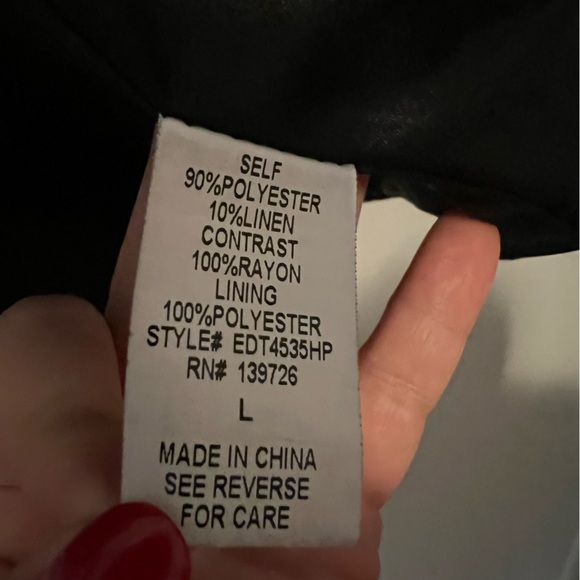 SELF
90%POLYESTER
10%LINEN
CONTRAST
100%RAYON
LINING
100%POLYESTER
STYLE# EDT4535HP
RN# 139726
L
MADE IN CHINA
SEE REVERSE
FOR CARE